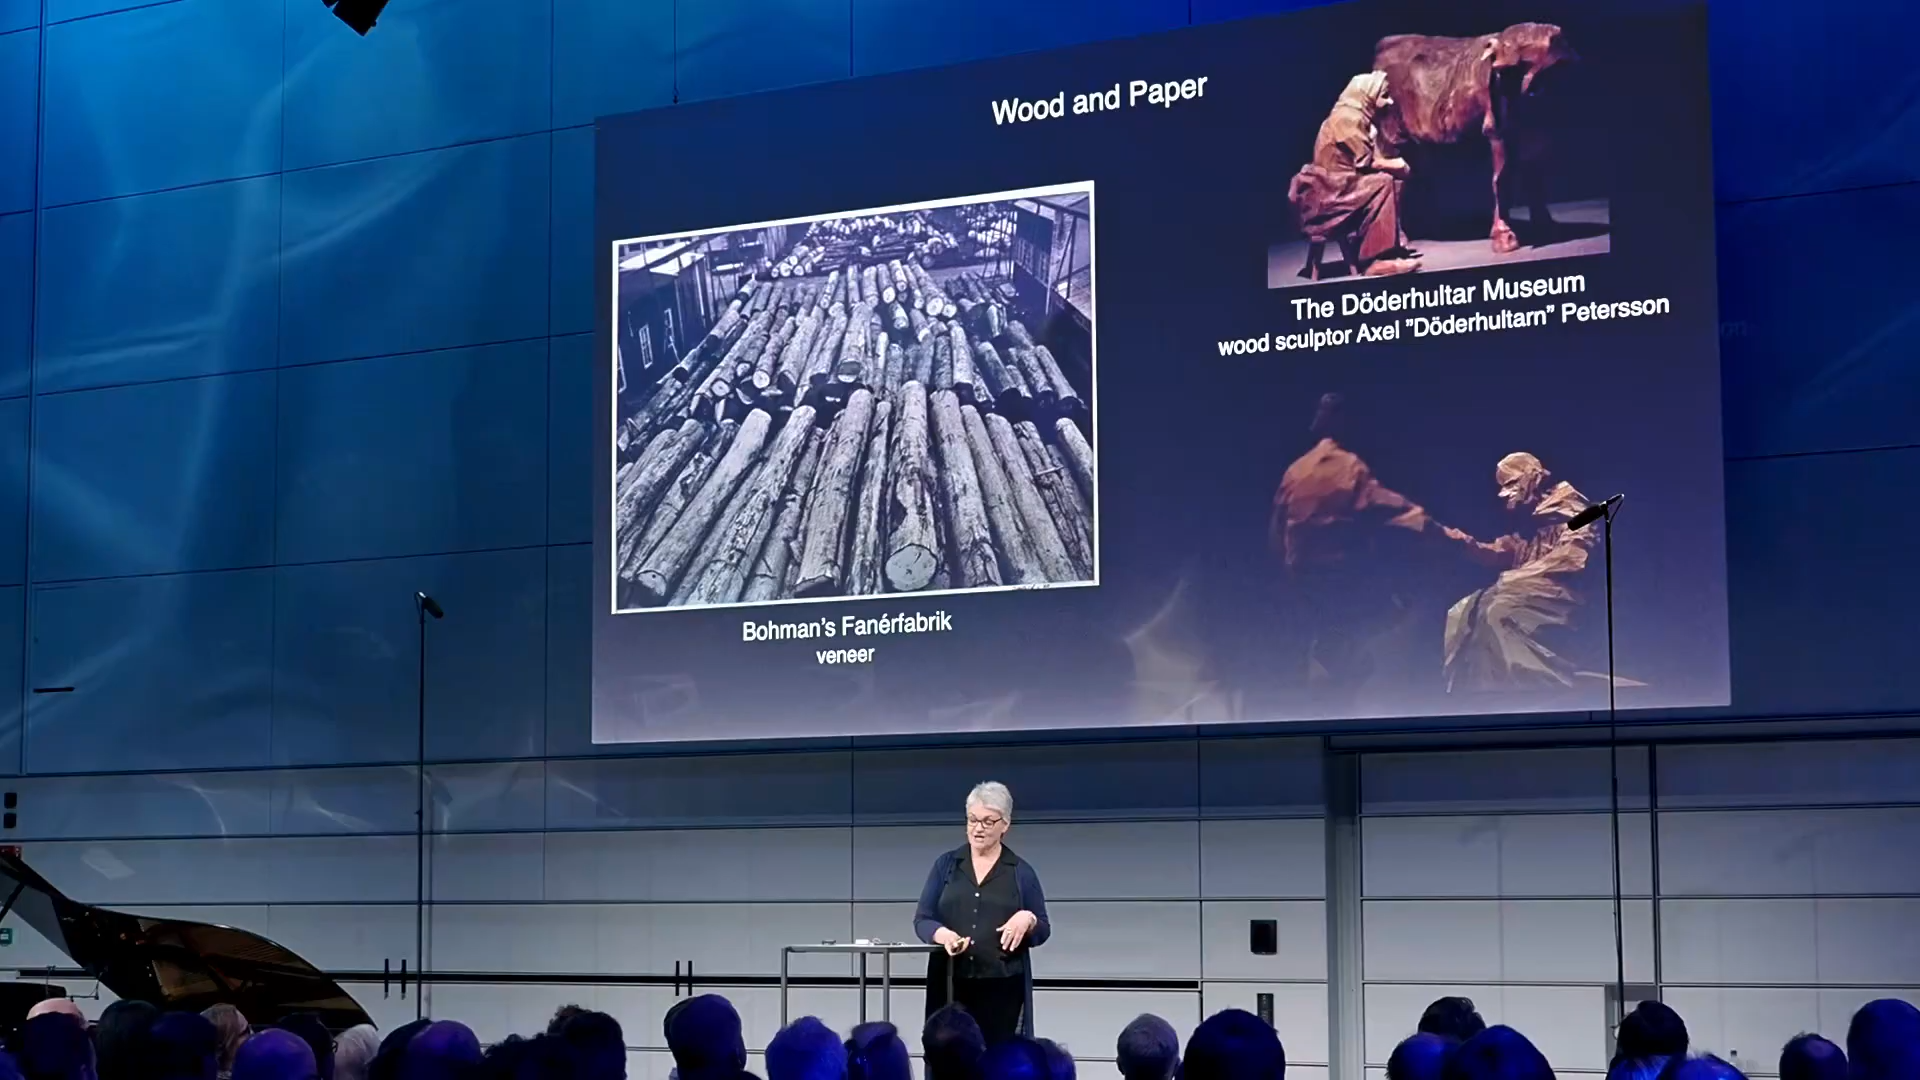 Wood and Paper
The Döderhultar Museum
wood sculptor Axel ”Döderhultarn” Petersson
Bohman’s Fanérfabrik
veneer